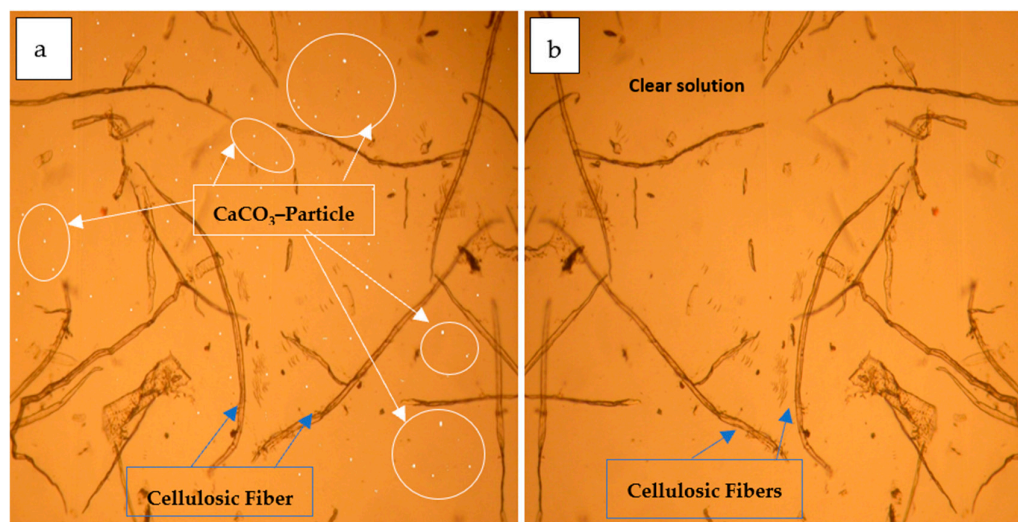 a
b
Clear solution
CaCO₃–Particle
Cellulosic Fiber
Cellulosic Fibers